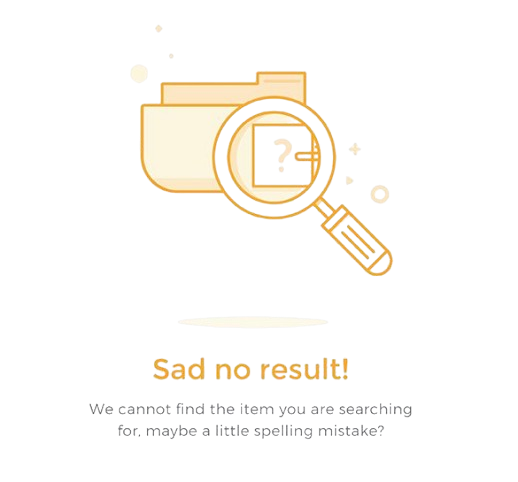 ?
Sad no result!
We cannot find the item you are searching
for, maybe a little spelling mistake?